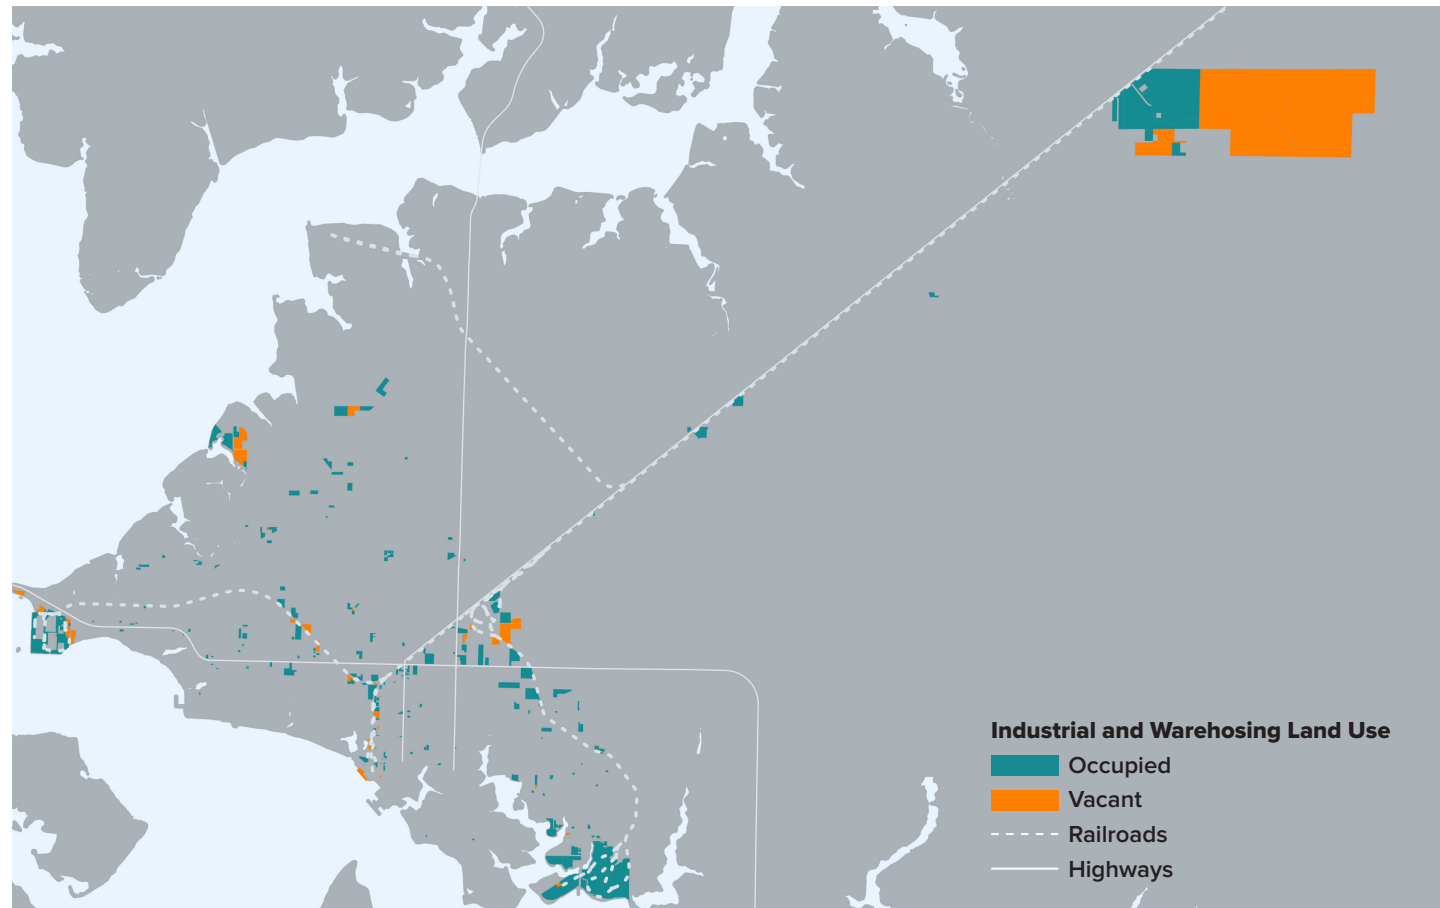 Industrial and Warehosing Land Use
Occupied
Vacant
Railroads
Highways